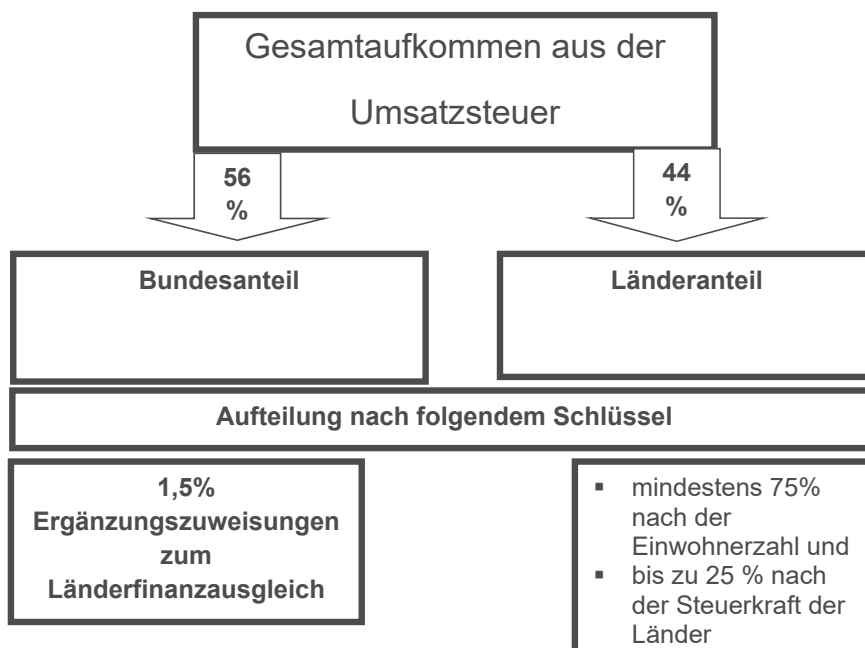 Gesamtaufkommen aus der
Umsatzsteuer
56
%
44
%
Bundesanteil
Länderanteil
Aufteilung nach folgendem Schlüssel
1,5%
Ergänzungszuweisungen
zum
Länderfinanzausgleich
▪ mindestens 75%
nach der
Einwohnerzahl und
▪ bis zu 25 % nach
der Steuerkraft der
Länder